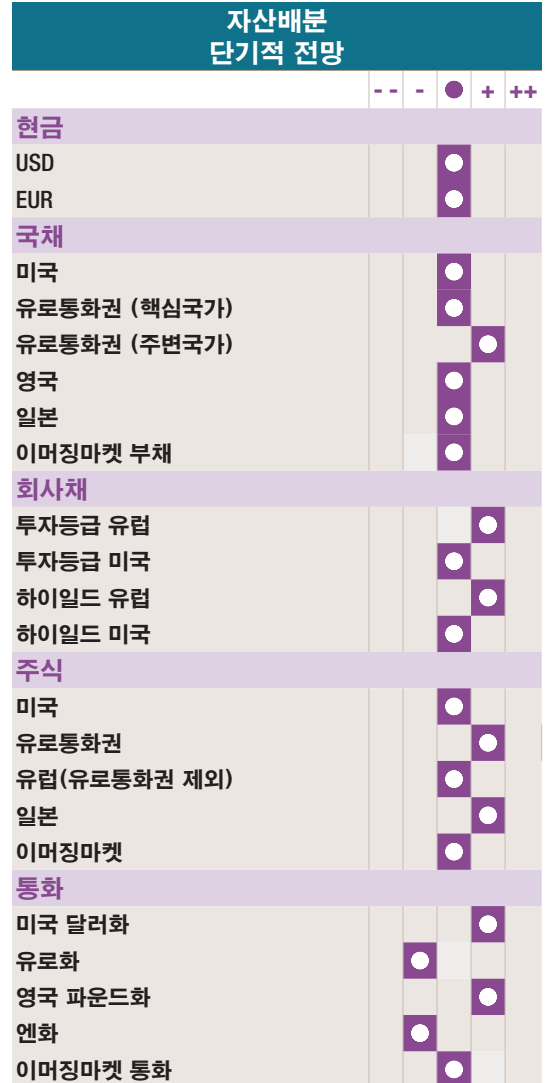 자산배분
단기적 전망
-- - ● + ++
현금
USD
EUR
국채
미국
유로통화권 (핵심국가)
유로통화권 (주변국가)
영국
일본
이머징마켓 부채
회사채
투자등급 유럽
투자등급 미국
하이일드 유럽
하이일드 미국
주식
미국
유로통화권
유럽(유로통화권 제외)
일본
이머징마켓
통화
미국 달러화
유로화
영국 파운드화
엔화
이머징마켓 통화